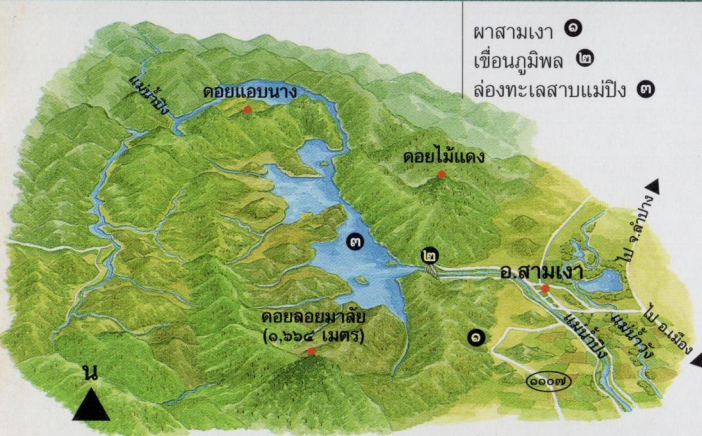 ผาสามเงา ๑
เขื่อนภูมิพล ๒
ล่องทะเลสาบแม่ปิง ๓
แม่น้ำปิง
ดอยแอบนาง
ดอยไม้แดง
ไป จ.ลำปาง
๓
๒
อ.สามเงา
ดอยลอยมาลัย
(๑,๖๖๔ เมตร)
๑
แม่น้ำปิง
แม่น้ำวัง
ไป อ.เมือง
น
๑๑๐๗